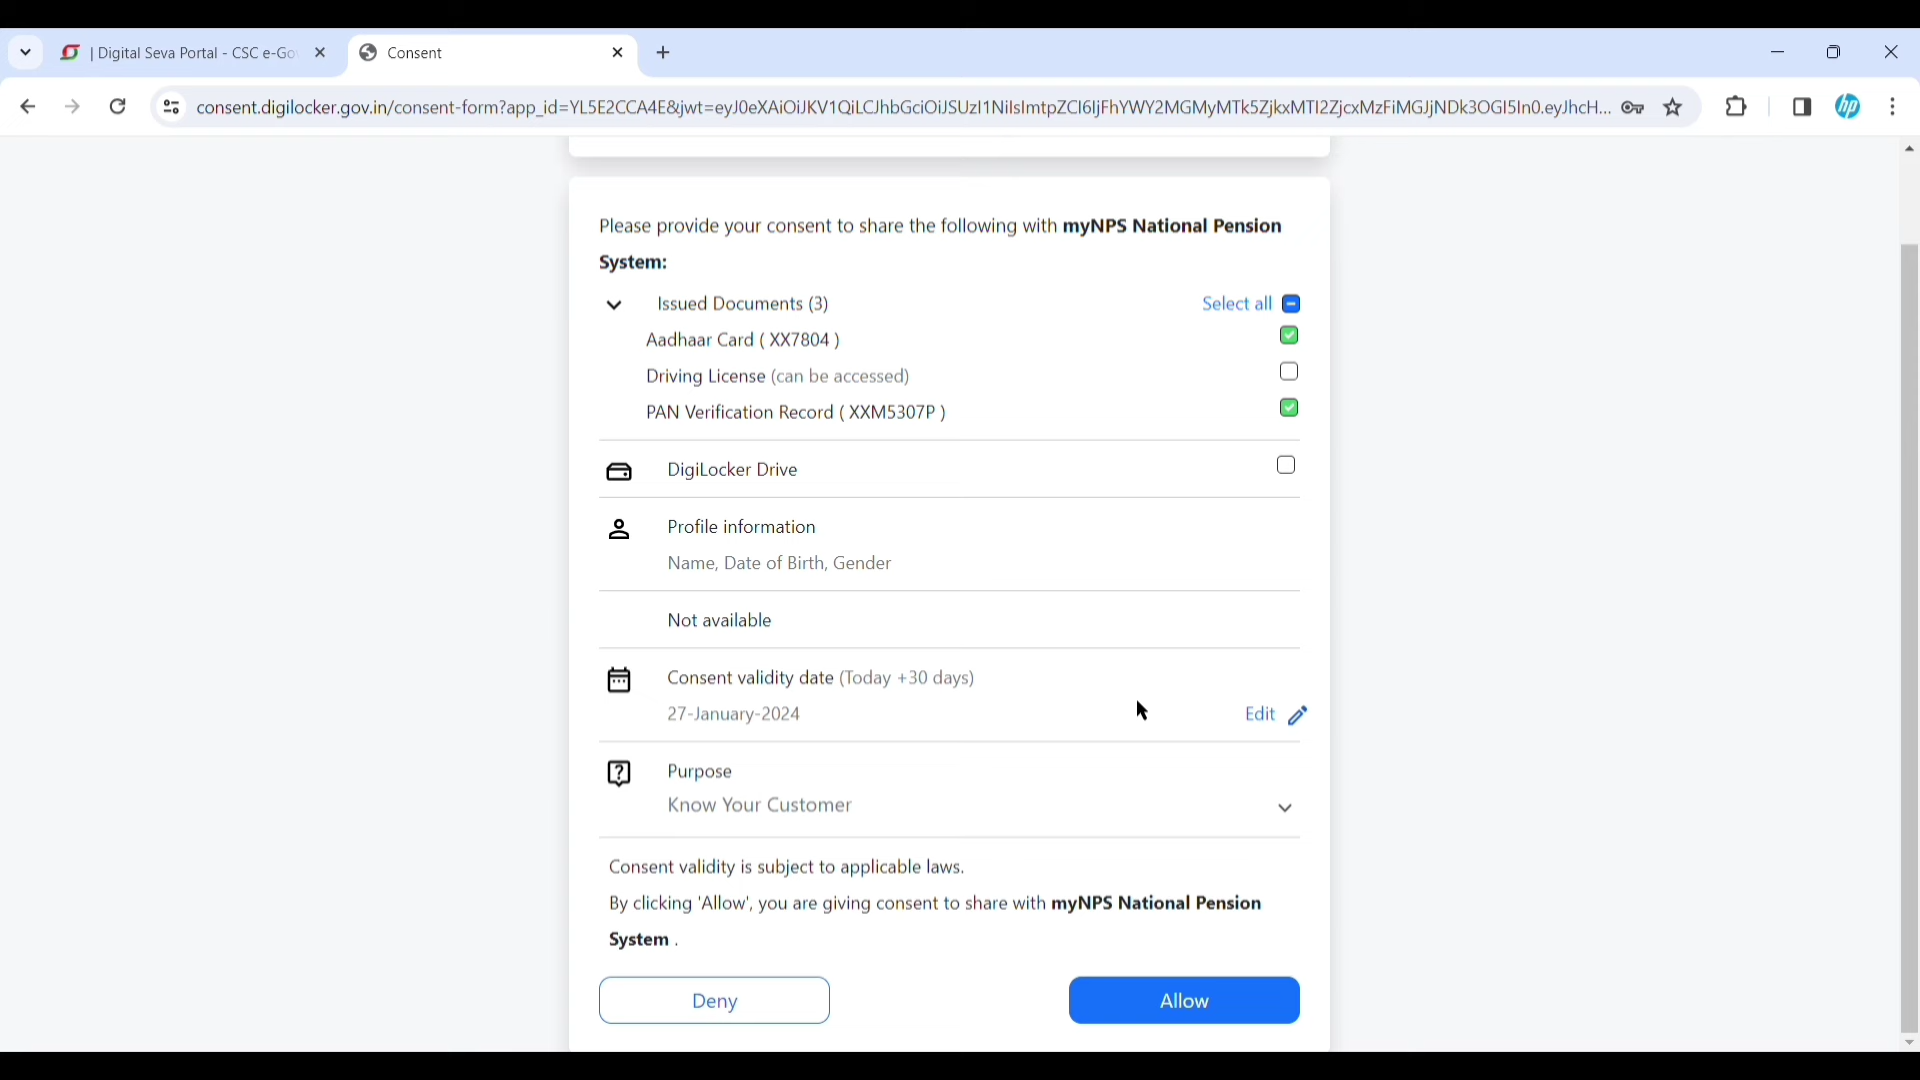 | Digital Seva Portal - CSC e-Go
Consent
consent.digilocker.gov.in/consent-form?app_id=YL5E2CCA4E&jwt=eyJ0eXAiOiJKV1QiLCJhbGciOiJSUzI1NiIsImtpZCI6IjFhYWY2MGMyMTk5ZjkxMTI2ZjcxMzFiMGJjNDk3OGI5In0.eyJhcH...
hp
Please provide your consent to share the following with myNPS National Pension
System:
Issued Documents (3)
Select all
Aadhaar Card ( XX7804 )
Driving License (can be accessed)
PAN Verification Record ( XXM5307P )
DigiLocker Drive
Profile information
Name, Date of Birth, Gender
Not available
Consent validity date (Today +30 days)
27-January-2024
Edit
Purpose
Know Your Customer
Consent validity is subject to applicable laws.
By clicking 'Allow', you are giving consent to share with myNPS National Pension
System .
Deny
Allow